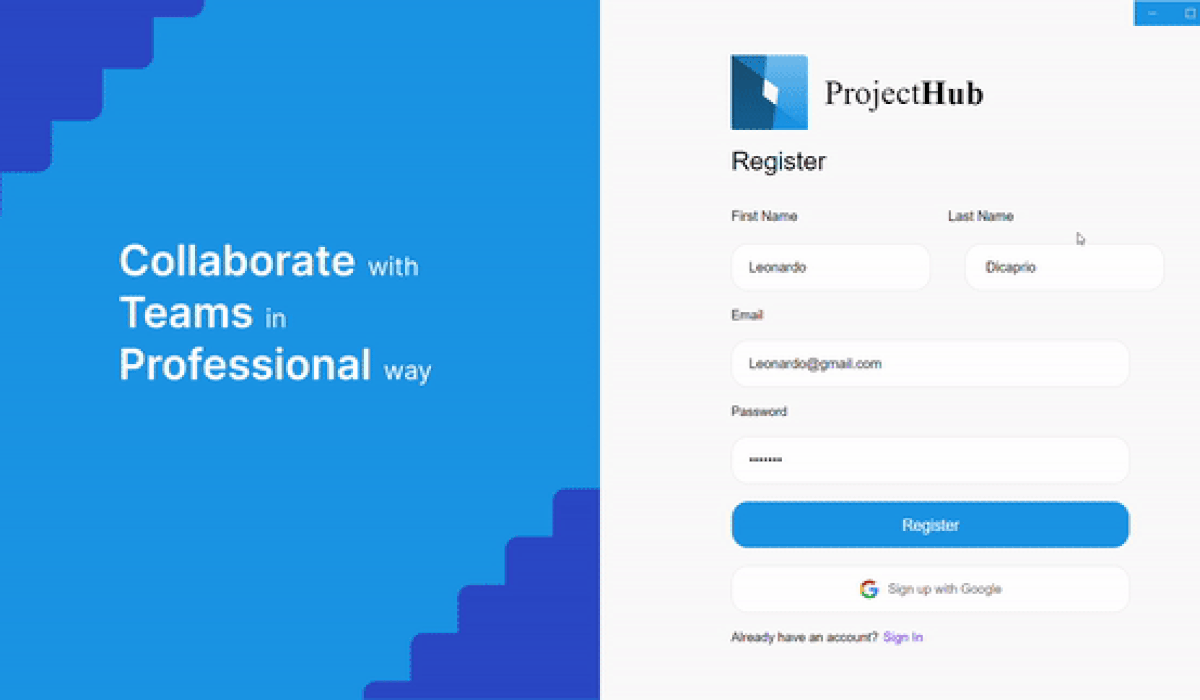 Collaborate with
Teams in
Professional way
ProjectHub
Register
First Name Last Name
Leonardo Dicaprio
Email
Leonardo@gmail.com
Password
••••••••
Register
Sign up with Google
Already have an account? Sign In